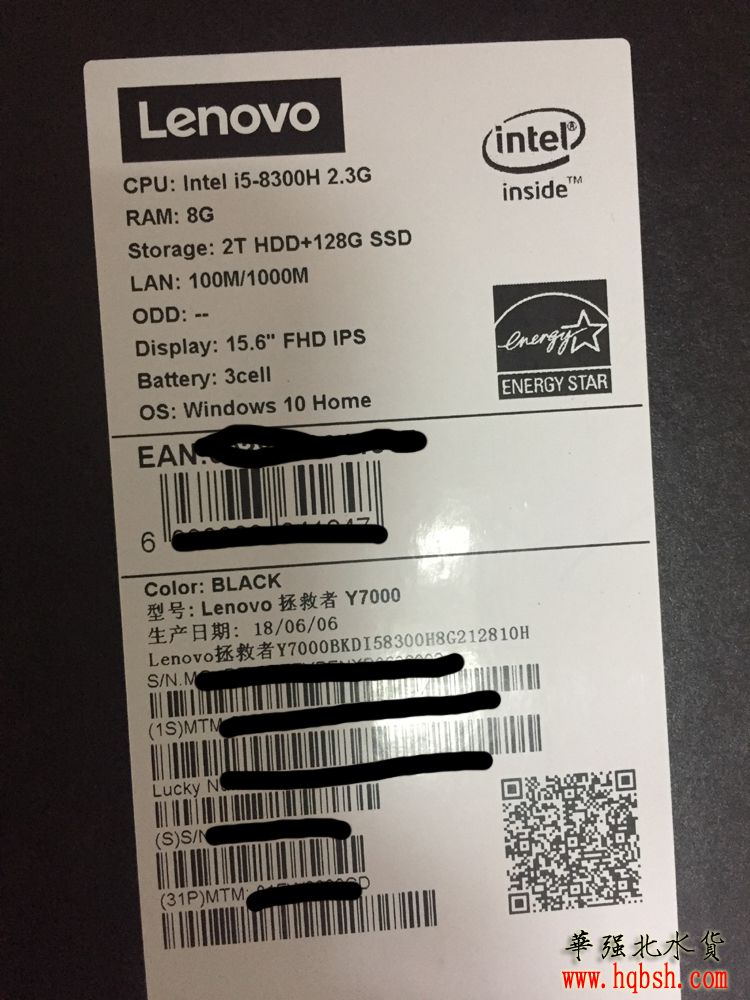 Lenovo
intel®
inside™
CPU: Intel i5-8300H 2.3G
RAM: 8G
Storage: 2T HDD+128G SSD
LAN: 100M/1000M
ODD: --
Display: 15.6" FHD IPS
Battery: 3cell
OS: Windows 10 Home
energy
ENERGY STAR
EAN:
6
Color: BLACK
型号: Lenovo 拯救者 Y7000
生产日期: 18/06/06
Lenovo拯救者Y7000BKDI58300H8G212810H
S/N.
(1S)MTM
Lucky
(S)S/N
(31P)MTM:
華强北水貨
www.hqbsh.com